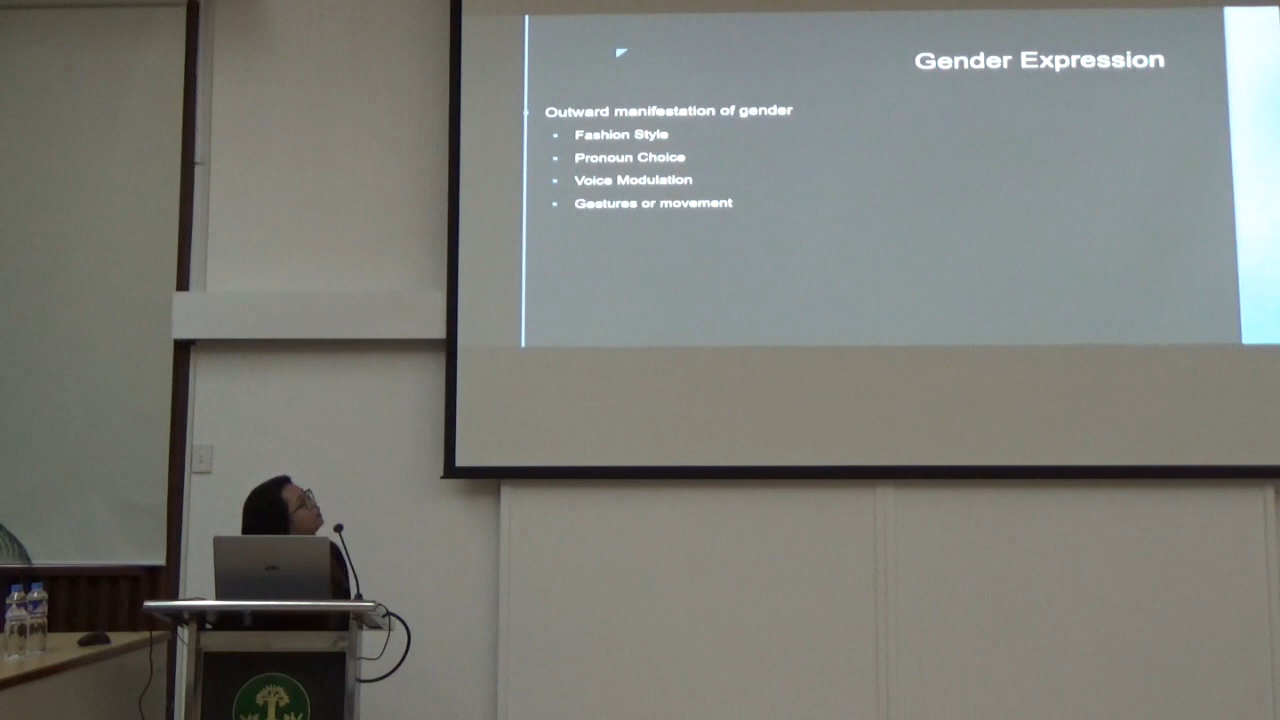 Gender Expression
Outward manifestation of gender
Fashion Style
Pronoun Choice
Voice Modulation
Gestures or movement